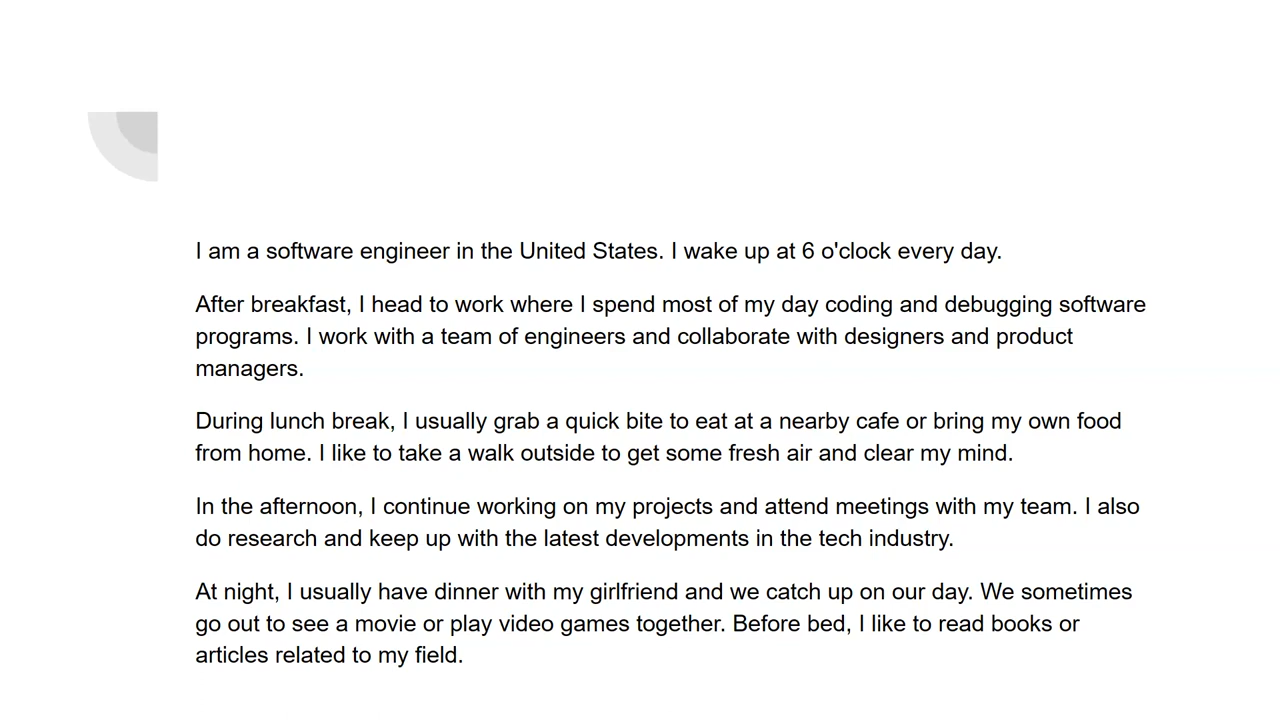 I am a software engineer in the United States. I wake up at 6 o'clock every day.
After breakfast, I head to work where I spend most of my day coding and debugging software
programs. I work with a team of engineers and collaborate with designers and product
managers.
During lunch break, I usually grab a quick bite to eat at a nearby cafe or bring my own food
from home. I like to take a walk outside to get some fresh air and clear my mind.
In the afternoon, I continue working on my projects and attend meetings with my team. I also
do research and keep up with the latest developments in the tech industry.
At night, I usually have dinner with my girlfriend and we catch up on our day. We sometimes
go out to see a movie or play video games together. Before bed, I like to read books or
articles related to my field.